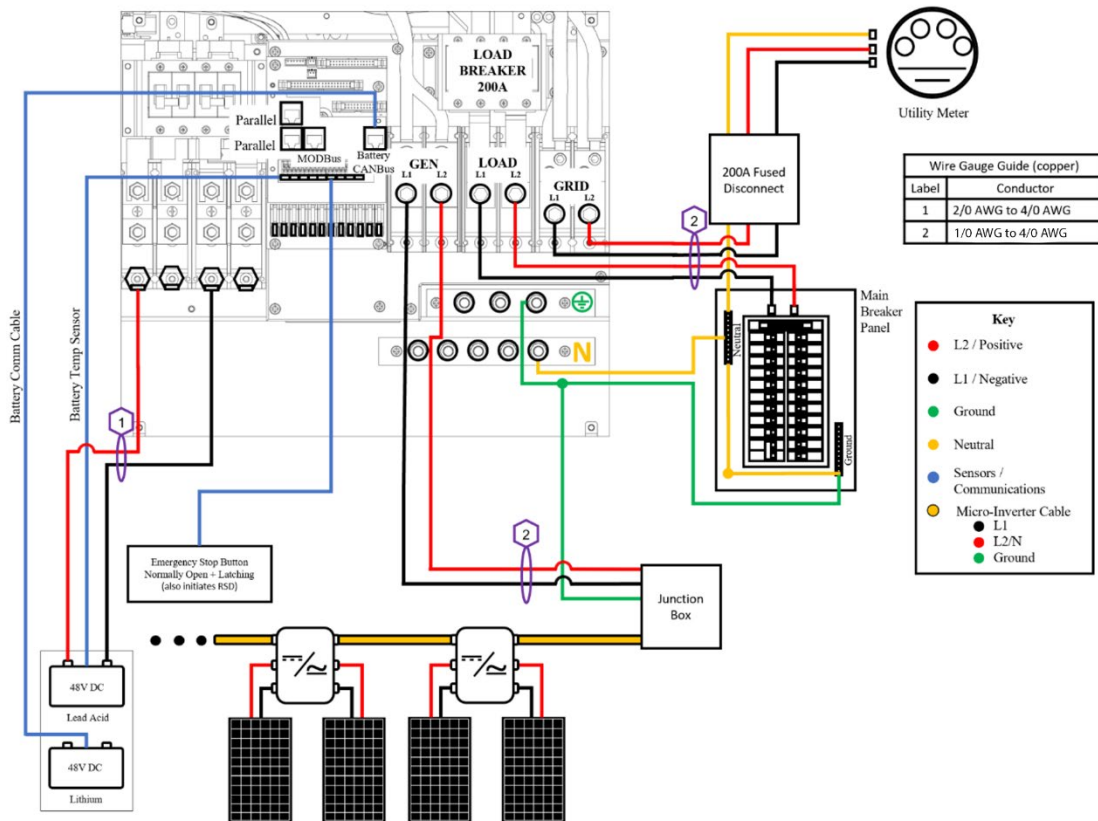 LOAD
BREAKER
200A
Parallel
Parallel
MODBus
Battery
CANBus
GEN
L1
L2
LOAD
L1
L2
GRID
L1
L2
N
Utility Meter
200A Fused
Disconnect
Wire Gauge Guide (copper)
Label Conductor
1 2/0 AWG to 4/0 AWG
2 1/0 AWG to 4/0 AWG
2
Main
Breaker
Panel
Neutral
Ground
Key
L2 / Positive
L1 / Negative
Ground
Neutral
Sensors /
Communications
Micro-Inverter Cable
L1
L2/N
Ground
Battery Comm Cable
Battery Temp Sensor
1
Emergency Stop Button
Normally Open + Latching
(also initiates RSD)
2
Junction
Box
48V DC
Lead Acid
48V DC
Lithium